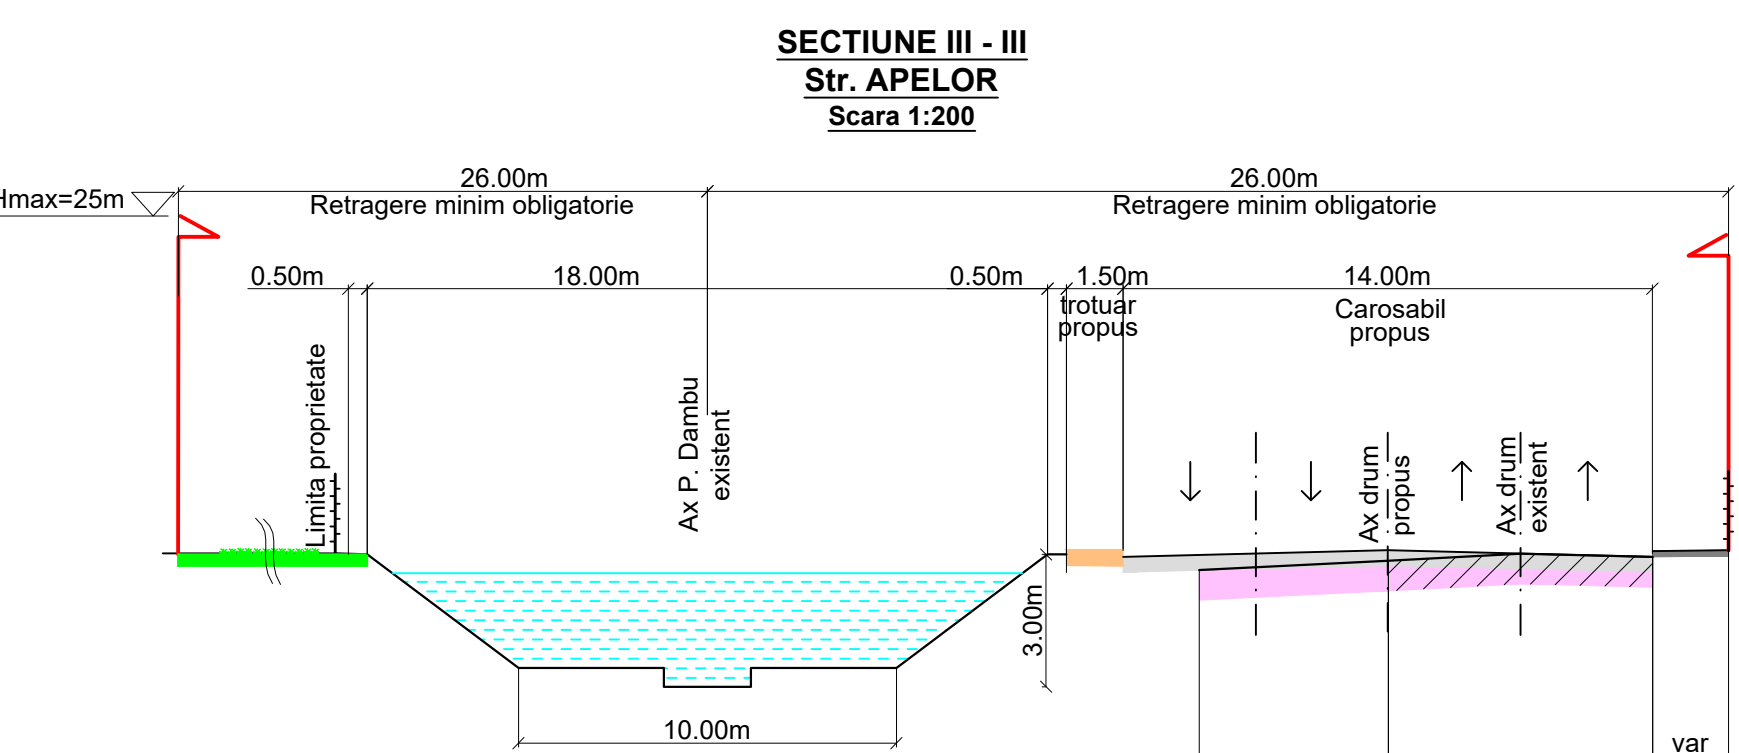 SECTIUNE III - III
Str. APELOR
Scara 1:200
26.00m
26.00m
Hmax=25m
Retragere minim obligatorie
Retragere minim obligatorie
0.50m
18.00m
0.50m
1.50m
14.00m
trotuar
propus
Carosabil
propus
Limita proprietate
Ax P. Dambu
existent
Ax drum
propus
Ax drum
existent
3.00m
10.00m
var